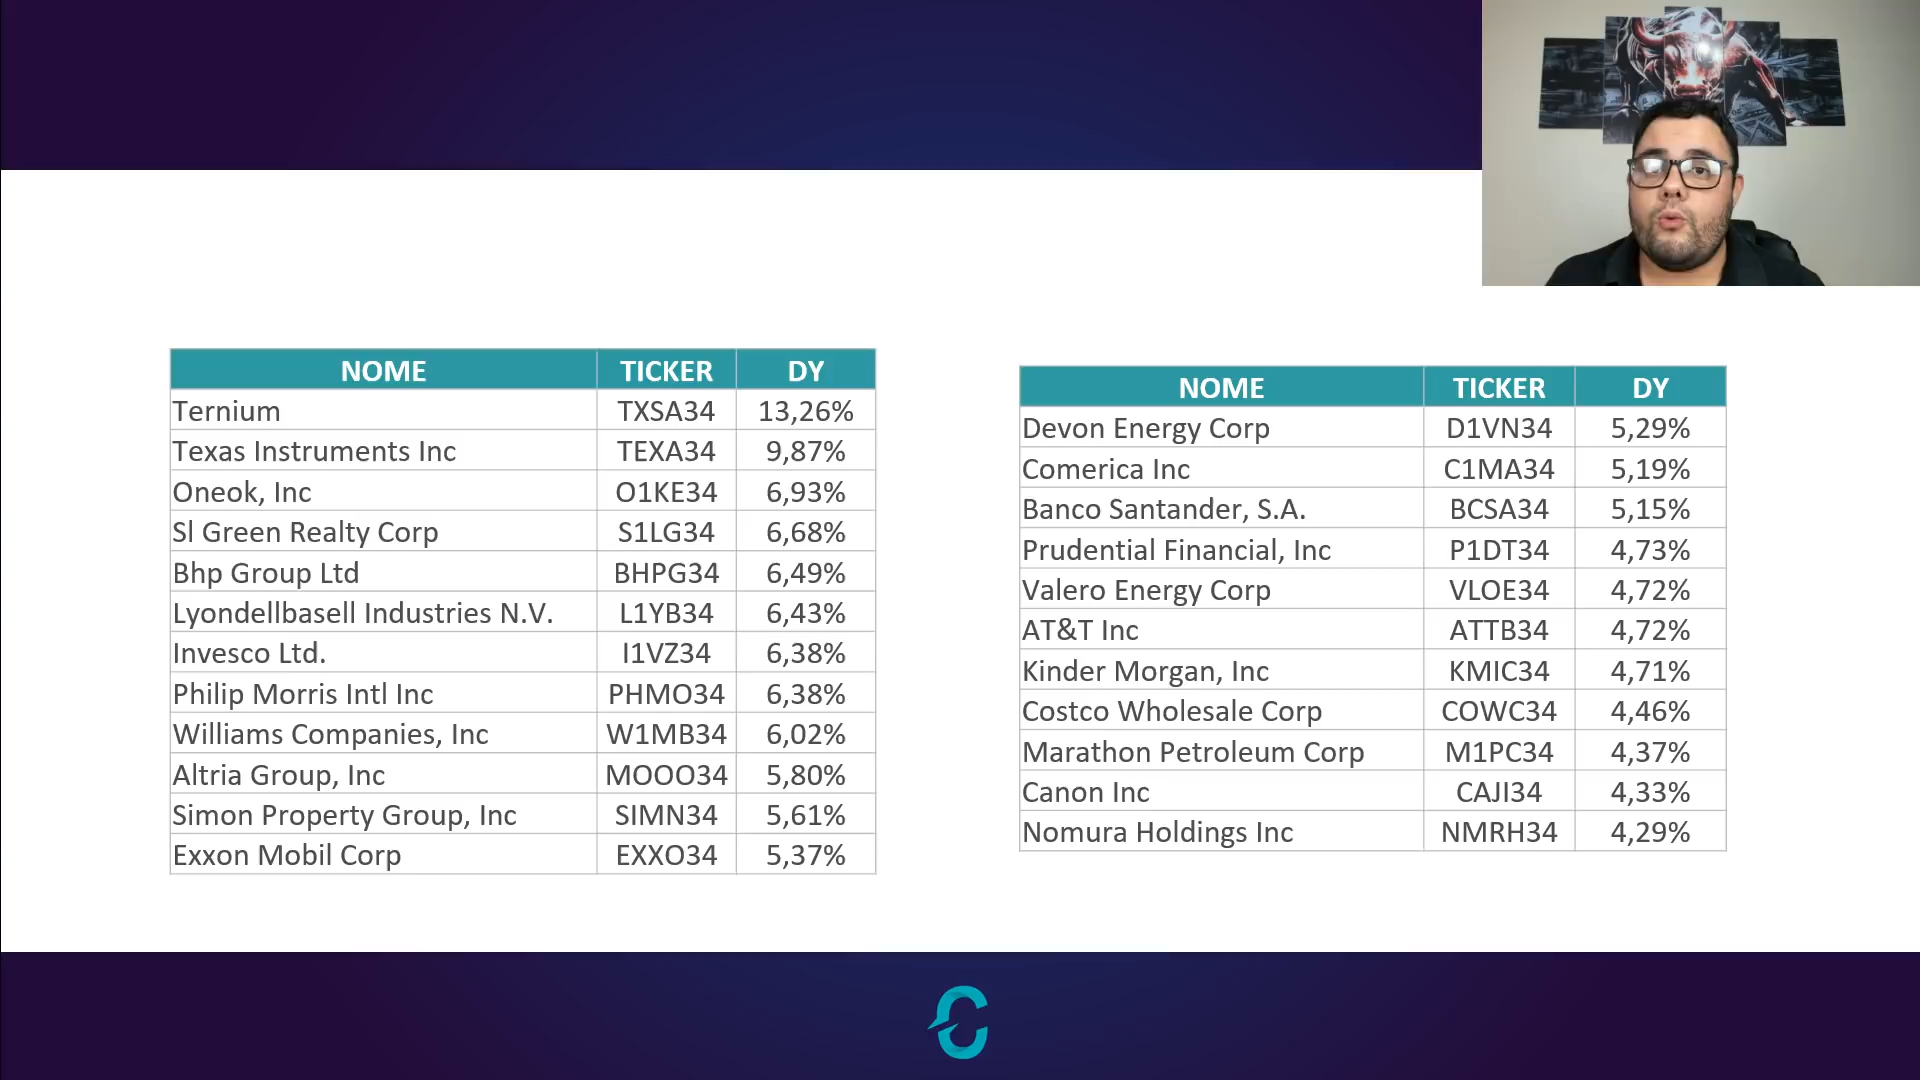 NOME TICKER DY
Ternium TXSA34 13,26%
Texas Instruments Inc TEXA34 9,87%
Oneok, Inc O1KE34 6,93%
Sl Green Realty Corp S1LG34 6,68%
Bhp Group Ltd BHPG34 6,49%
Lyondellbasell Industries N.V. L1YB34 6,43%
Invesco Ltd. I1VZ34 6,38%
Philip Morris Intl Inc PHMO34 6,38%
Williams Companies, Inc W1MB34 6,02%
Altria Group, Inc MOOO34 5,80%
Simon Property Group, Inc SIMN34 5,61%
Exxon Mobil Corp EXXO34 5,37%
NOME TICKER DY
Devon Energy Corp D1VN34 5,29%
Comerica Inc C1MA34 5,19%
Banco Santander, S.A. BCSA34 5,15%
Prudential Financial, Inc P1DT34 4,73%
Valero Energy Corp VLOE34 4,72%
AT&T Inc ATTB34 4,72%
Kinder Morgan, Inc KMIC34 4,71%
Costco Wholesale Corp COWC34 4,46%
Marathon Petroleum Corp M1PC34 4,37%
Canon Inc CAJI34 4,33%
Nomura Holdings Inc NMRH34 4,29%